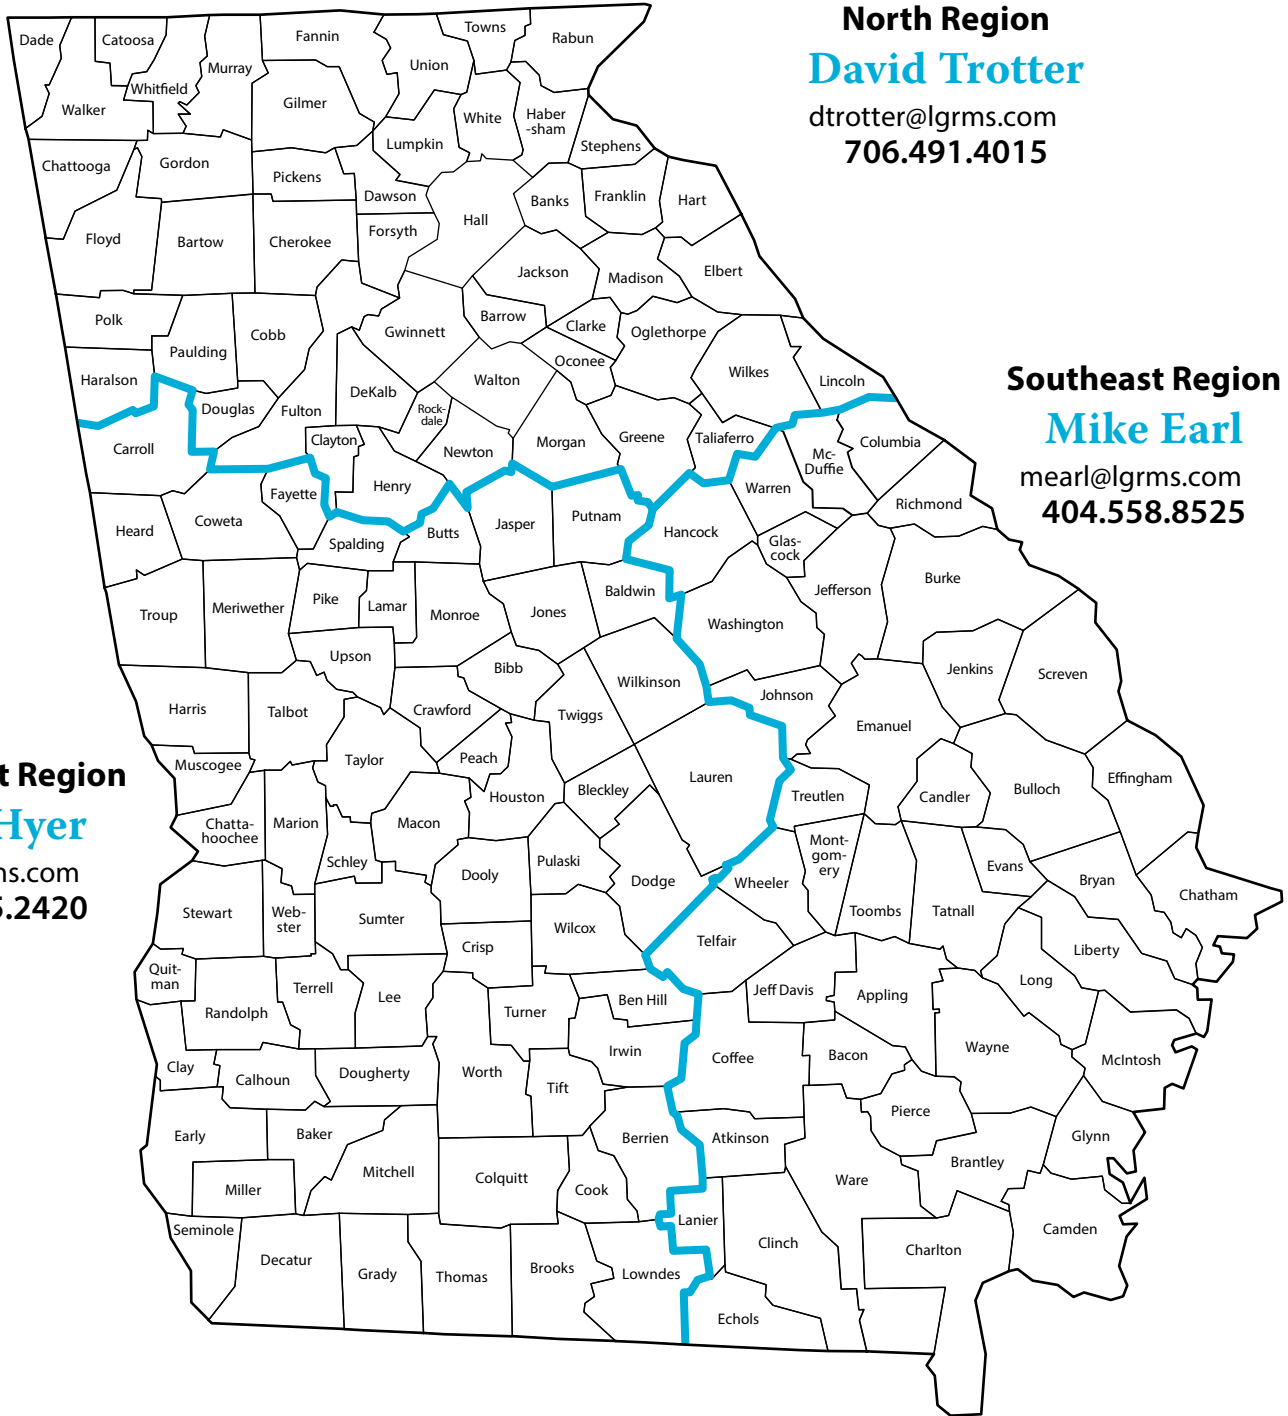 North Region
David Trotter
dtrotter@lgrms.com
706.491.4015
Southeast Region
Mike Earl
mearl@lgrms.com
404.558.8525
t Region
Hyer
ms.com
.2420
Dade
Catoosa
Whitfield
Walker
Murray
Fannin
Gilmer
Union
Towns
Rabun
White
Haber
-sham
Lumpkin
Stephens
Chattooga
Gordon
Pickens
Dawson
Hall
Banks
Franklin
Hart
Floyd
Bartow
Cherokee
Forsyth
Jackson
Madison
Elbert
Polk
Paulding
Cobb
Gwinnett
Barrow
Clarke
Oglethorpe
Oconee
Wilkes
Lincoln
Haralson
Douglas
Fulton
DeKalb
Rock-
dale
Walton
Carroll
Clayton
Newton
Morgan
Greene
Taliaferro
Mc-
Duffie
Columbia
Fayette
Henry
Warren
Richmond
Heard
Coweta
Spalding
Butts
Jasper
Putnam
Hancock
Glas-
cock
Troup
Meriwether
Pike
Lamar
Monroe
Jones
Baldwin
Washington
Jefferson
Burke
Upson
Bibb
Wilkinson
Johnson
Jenkins
Screven
Harris
Talbot
Crawford
Twiggs
Emanuel
Muscogee
Taylor
Peach
Houston
Bleckley
Lauren
Treutlen
Candler
Bulloch
Effingham
Chatta-
hoochee
Marion
Schley
Macon
Dooly
Pulaski
Dodge
Wheeler
Mont-
gom-
ery
Toombs
Tatnall
Evans
Bryan
Chatham
Stewart
Web-
ster
Sumter
Crisp
Wilcox
Telfair
Liberty
Long
Quit-
man
Randolph
Terrell
Lee
Turner
Ben Hill
Jeff Davis
Appling
Clay
Calhoun
Dougherty
Worth
Tift
Irwin
Coffee
Bacon
Wayne
McIntosh
Early
Baker
Mitchell
Colquitt
Berrien
Atkinson
Pierce
Glynn
Miller
Cook
Ware
Brantley
Seminole
Decatur
Grady
Thomas
Brooks
Lowndes
Lanier
Clinch
Charlton
Camden
Echols